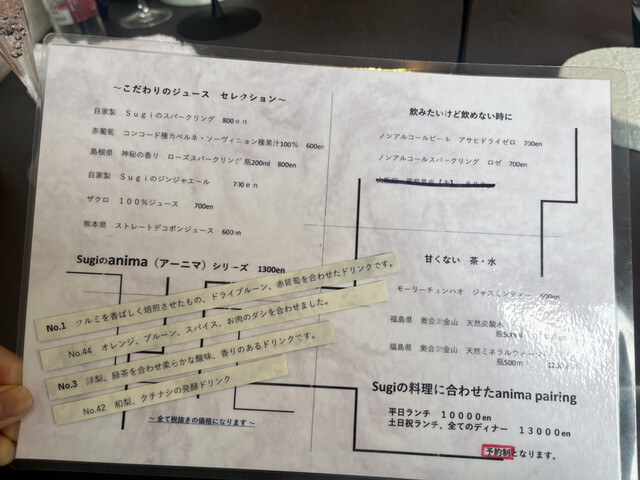 ～こだわりのジュース セレクション～
自家製 Sugiのスパークリング 800en
赤葡萄 コンコード種カベルネ・ソーヴィニョン種果汁100% 600en
島根県 神秘の香り ローズスパークリング 瓶200ml 800en
自家製 Sugiのジンジャエール 700en
ザクロ 100%ジュース 700en
熊本県 ストレートデコポンジュース 600en
Sugiのanima（アーニマ）シリーズ 1300en
No.1 クルミを香ばしく焙煎させたもの、ドライプルーン、赤葡萄を合わせたドリンクです。
No.44 オレンジ、プルーン、スパイス、お肉のダシを合わせました。
No.3 洋梨、緑茶を合わせ柔らかな酸味、香りのあるドリンクです。
No.42 和梨、クチナシの発酵ドリンク
～全て税抜きの価格になります～
飲みたいけど飲めない時に
ノンアルコールビール アサヒドライゼロ 700en
ノンアルコールスパークリング ロゼ 700en
甘くない 茶・水
モーリーチュンハオ ジャスミンティー 600en
福島県 奥会津金山 天然炭酸水
瓶500m
福島県 奥会津金山 天然ミネラルウォーター
瓶500m
Sugiの料理に合わせたanima pairing
平日ランチ 10000en
土日祝ランチ、全てのディナー 13000en
予約制となります。